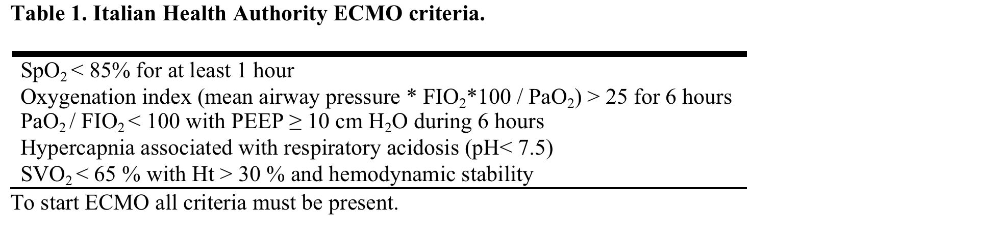 Table 1. Italian Health Authority ECMO criteria.
SpO₂ < 85% for at least 1 hour
Oxygenation index (mean airway pressure * FIO₂*100 / PaO₂) > 25 for 6 hours
PaO₂ / FIO₂ < 100 with PEEP ≥ 10 cm H₂O during 6 hours
Hypercapnia associated with respiratory acidosis (pH< 7.5)
SVO₂ < 65 % with Ht > 30 % and hemodynamic stability
To start ECMO all criteria must be present.